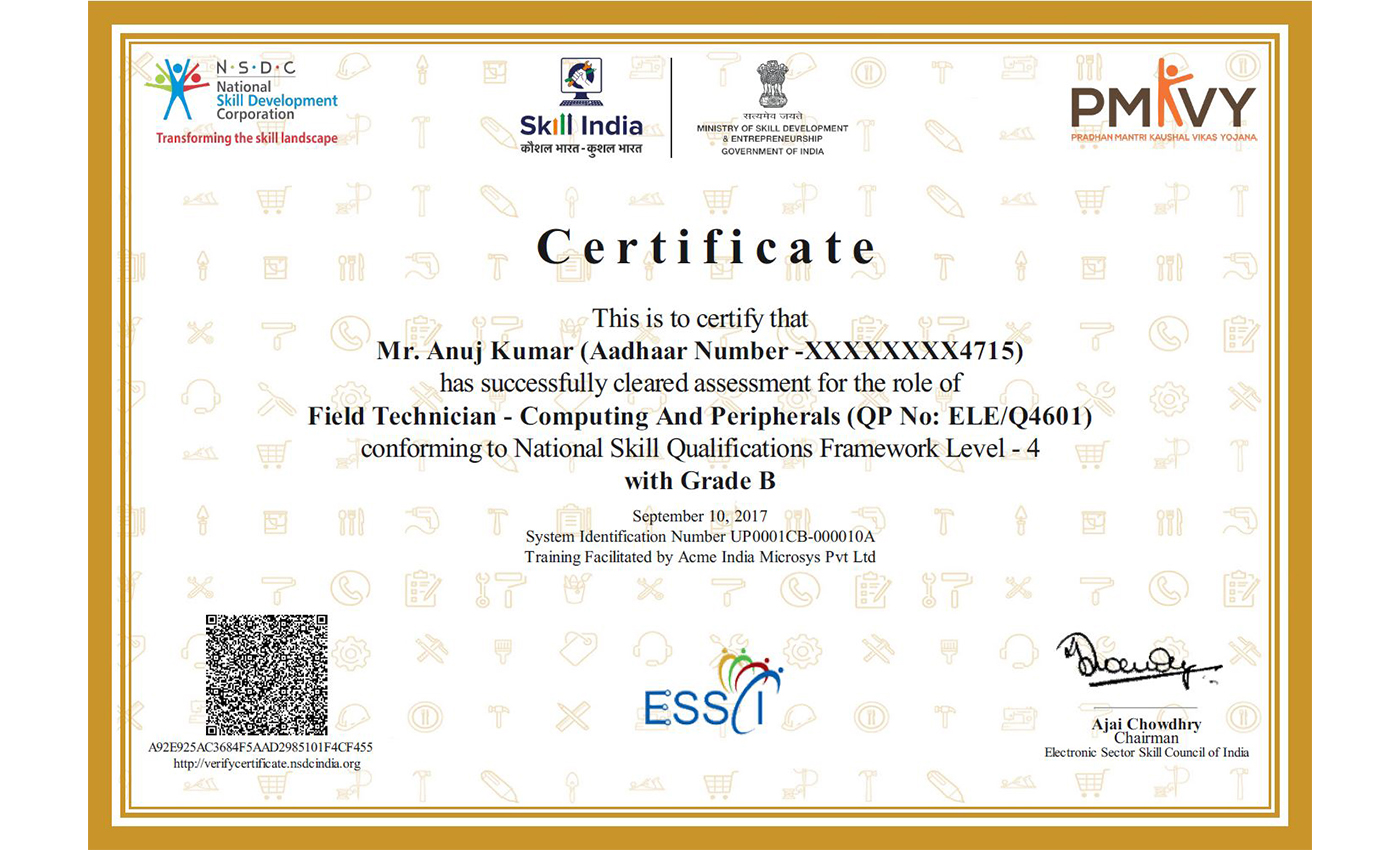 N·S·D·C
National
Skill Development
Corporation
Transforming the skill landscape
Skill India
कौशल भारत - कुशल भारत
सत्यमेव जयते
MINISTRY OF SKILL DEVELOPMENT
& ENTREPRENEURSHIP
GOVERNMENT OF INDIA
PMKVY
PRADHAN MANTRI KAUSHAL VIKAS YOJANA
Certificate
This is to certify that
Mr. Anuj Kumar (Aadhaar Number -XXXXXXXX4715)
has successfully cleared assessment for the role of
Field Technician - Computing And Peripherals (QP No: ELE/Q4601)
conforming to National Skill Qualifications Framework Level - 4
with Grade B
September 10, 2017
System Identification Number UP0001CB-000010A
Training Facilitated by Acme India Microsys Pvt Ltd
A92E925AC3684F5AAD2985101F4CF455
http://verifycertificate.nsdcindia.org
ESSCI
Ajai Chowdhry
Chairman
Electronic Sector Skill Council of India